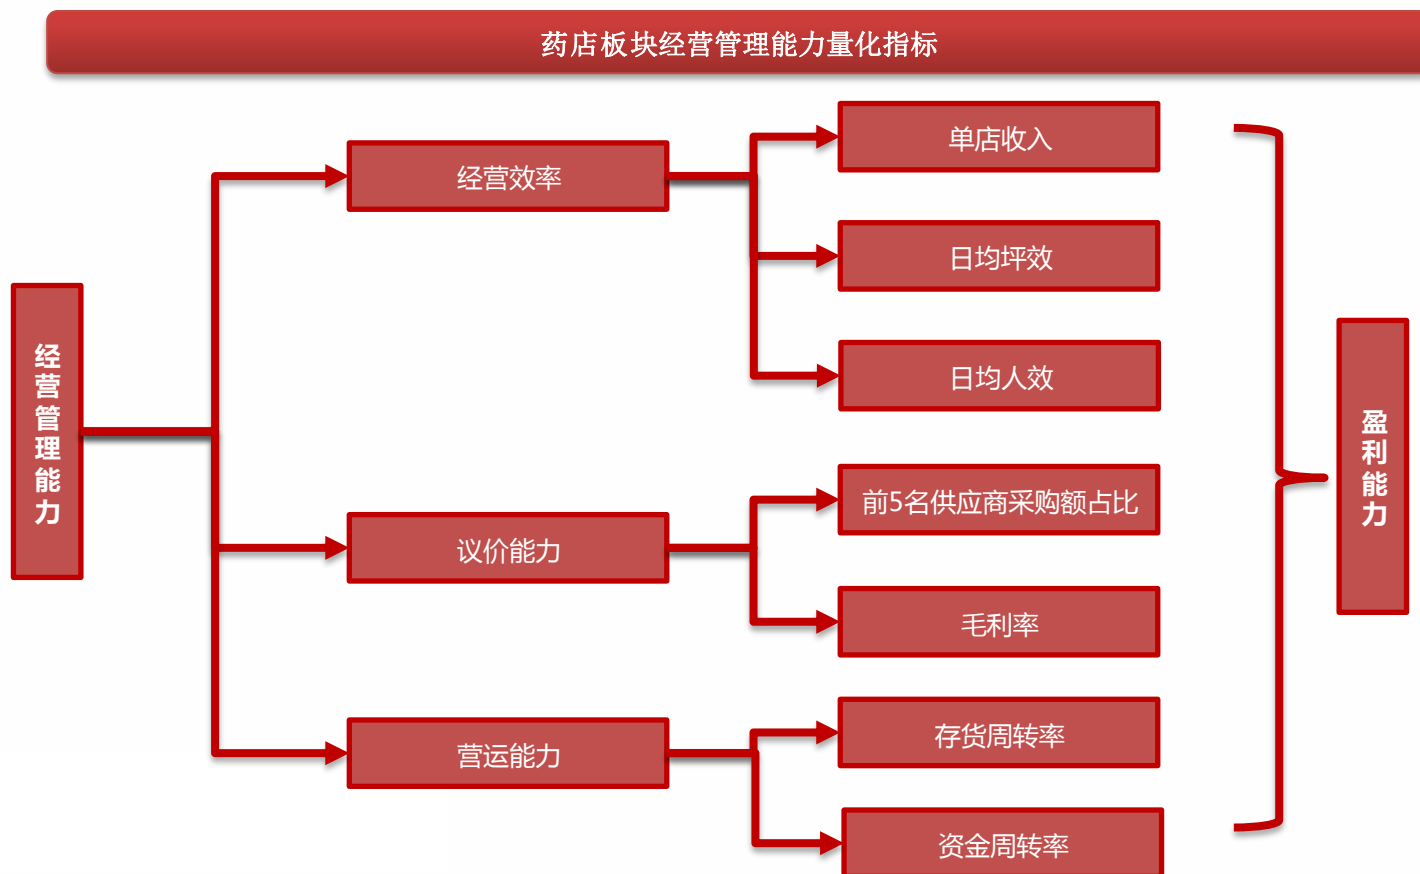 药店板块经营管理能力量化指标
经营管理能力
经营效率
单店收入
日均坪效
日均人效
议价能力
前5名供应商采购额占比
毛利率
营运能力
存货周转率
资金周转率
盈利能力